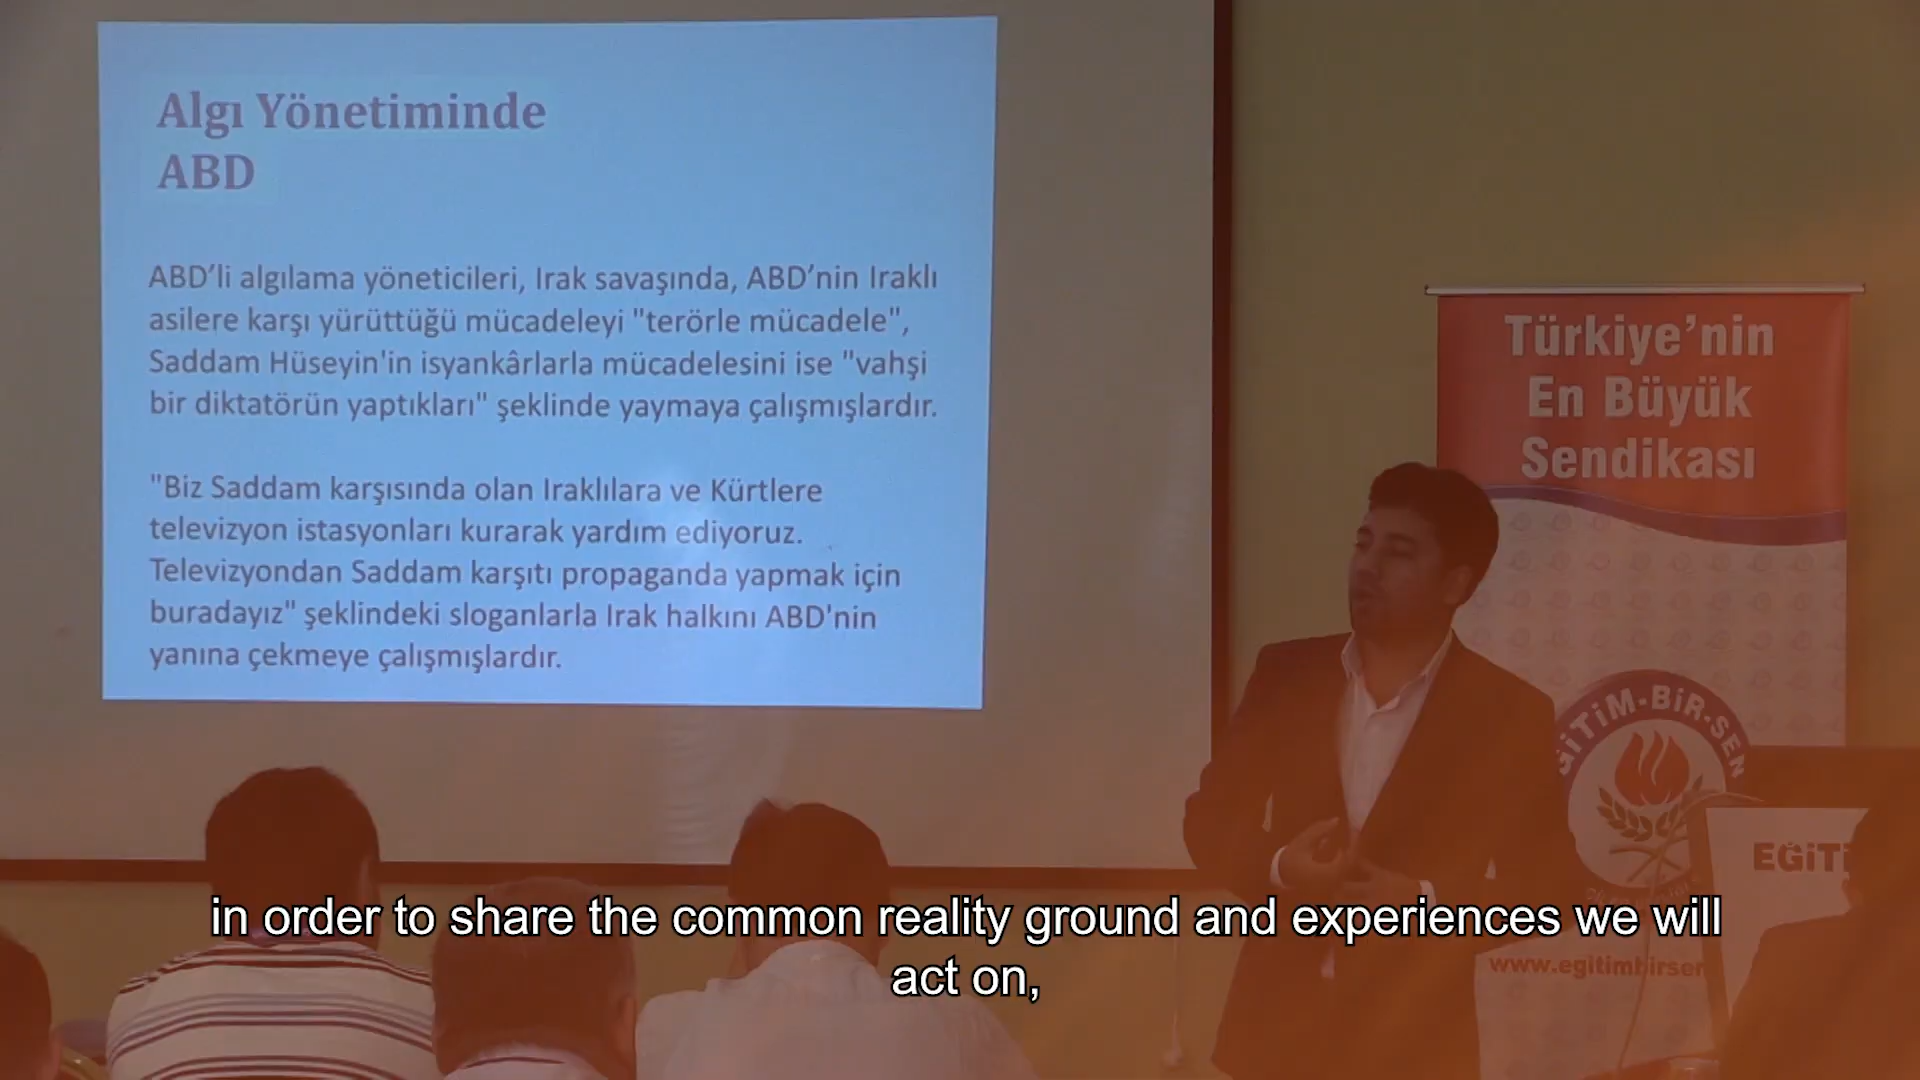 Algı Yönetiminde
ABD
ABD’li algılama yöneticileri, Irak savaşında, ABD’nin Iraklı
asilere karşı yürüttüğü mücadeleyi "terörle mücadele",
Saddam Hüseyin'in isyankârlarla mücadelesini ise "vahşi
bir diktatörün yaptıkları" şeklinde yaymaya çalışmışlardır.
"Biz Saddam karşısında olan Iraklılara ve Kürtlere
televizyon istasyonları kurarak yardım ediyoruz.
Televizyondan Saddam karşıtı propaganda yapmak için
buradayız" şeklindeki sloganlarla Irak halkını ABD'nin
yanına çekmeye çalışmışlardır.
Türkiye’nin
En Büyük
Sendikası
EĞİTİM-BİR-SEN
EĞİTİ
www.egitimbirsen
in order to share the common reality ground and experiences we will
act on,